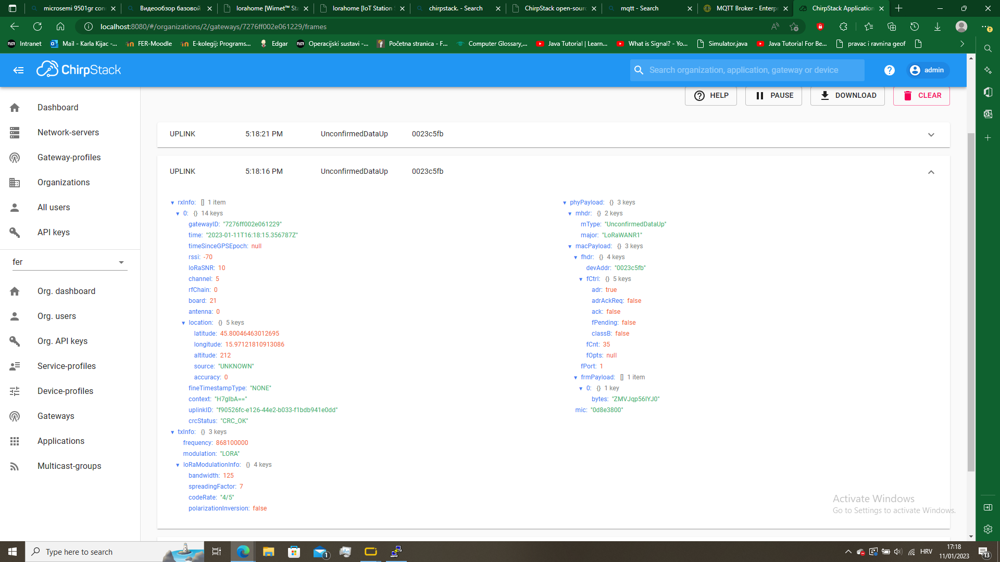 microsemi 9501gr con
Видеообзор базовой
lorahome [Wirnet™ Sta
lorahome [IoT Station
chirpstack. - Search
ChirpStack open-sourc
mqtt - Search
MQTT Broker - Enterp
ChirpStack Application
localhost:8080/#/organizations/2/gateways/7276ff002e061229/frames
Intranet
Mail - Karla Kijac -...
FER-Moodle
E-kolegij: Programs...
Edgar
Operacijski sustavi -...
Početna stranica - F...
Computer Glossary,...
Java Tutorial | Learn...
What is Signal? - Yo...
Simulator.java
Java Tutorial For Be...
pravac i ravnina geof
ChirpStack
Search organization, application, gateway or device
admin
HELP
PAUSE
DOWNLOAD
CLEAR
Dashboard
Network-servers
Gateway-profiles
Organizations
All users
API keys
fer
Org. dashboard
Org. users
Org. API keys
Service-profiles
Device-profiles
Gateways
Applications
Multicast-groups
UPLINK 5:18:21 PM UnconfirmedDataUp 0023c5fb
UPLINK 5:18:16 PM UnconfirmedDataUp 0023c5fb
rxInfo: [] 1 item
0: {} 14 keys
gatewayID: "7276ff002e061229"
time: "2023-01-11T16:18:15.356787Z"
timeSinceGPSEpoch: null
rssi: -70
loRaSNR: 10
channel: 5
rfChain: 0
board: 21
antenna: 0
location: {} 5 keys
latitude: 45.80046463012695
longitude: 15.97121810913086
altitude: 212
source: "UNKNOWN"
accuracy: 0
fineTimestampType: "NONE"
context: "H7gIbA=="
uplinkID: "f90526fc-e126-44e2-b033-f1bdb941e0dd"
crcStatus: "CRC_OK"
txInfo: {} 3 keys
frequency: 868100000
modulation: "LORA"
loRaModulationInfo: {} 4 keys
bandwidth: 125
spreadingFactor: 7
codeRate: "4/5"
polarizationInversion: false
phyPayload: {} 3 keys
mhdr: {} 2 keys
mType: "UnconfirmedDataUp"
major: "LoRaWANR1"
macPayload: {} 3 keys
fhdr: {} 4 keys
devAddr: "0023c5fb"
fCtrl: {} 5 keys
adr: true
adrAckReq: false
ack: false
fPending: false
classB: false
fCnt: 35
fOpts: null
fPort: 1
frmPayload: [] 1 item
0: {} 1 key
bytes: "ZMVJqp56IYJ0"
mic: "0d8e3800"
Activate Windows
Go to Settings to activate Windows.
Type here to search
1
HRV
17:18
11/01/2023
13